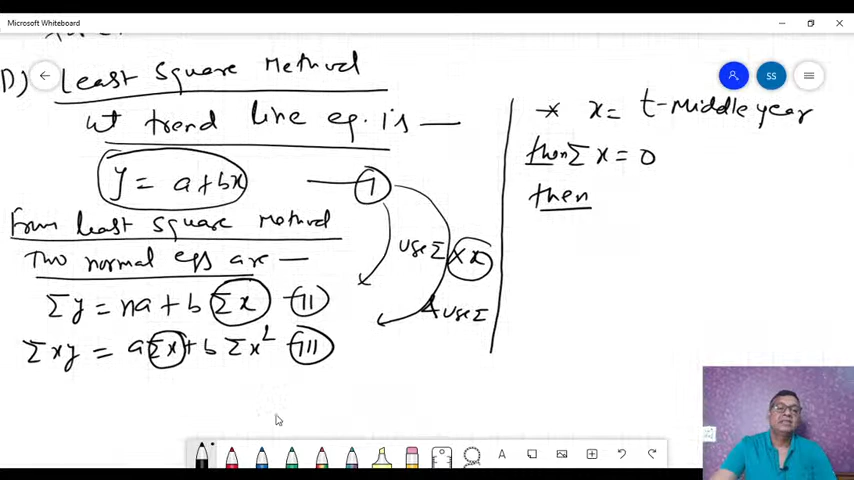 Microsoft Whiteboard
D) Least Square Method
SS
Let trend line eq. is —
y = a+bx — I
From least square Method
Two normal eqs are —
Σy = na + b Σx II
Σxy = aΣx + b Σx² III
use Σ
× x
& use Σ
* x = t - Middle year
then Σx = 0
then
A